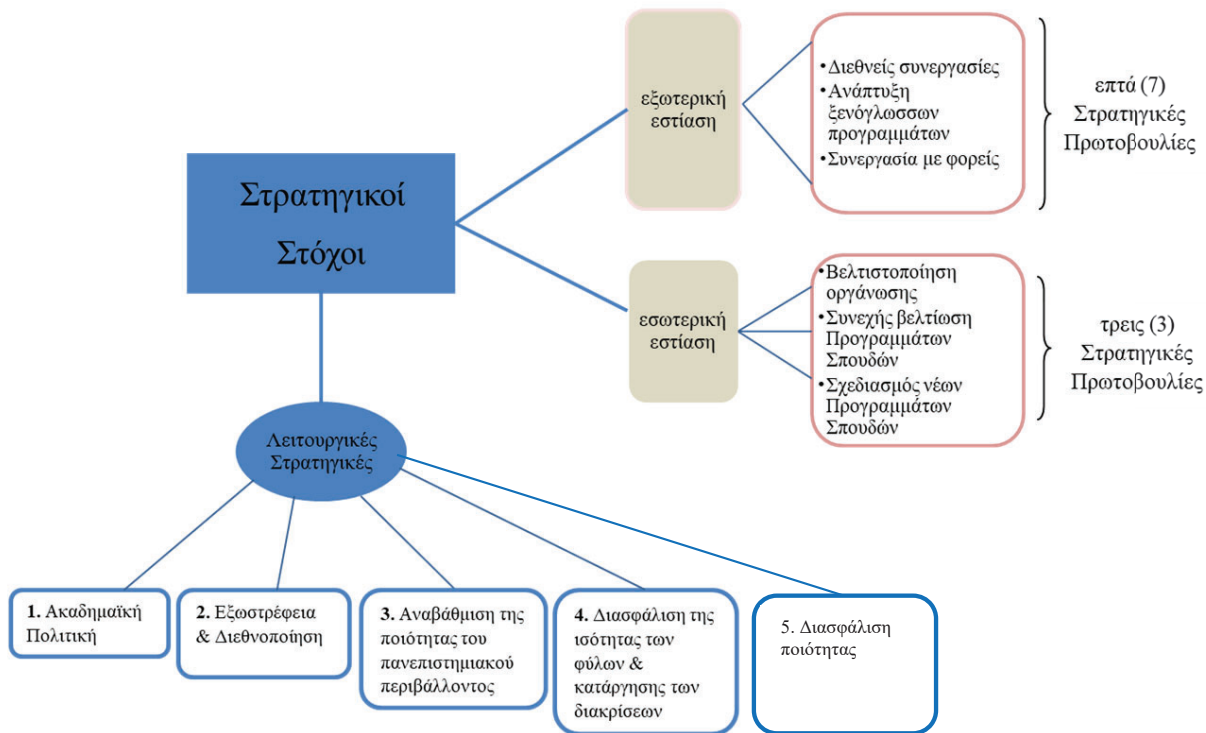 Στρατηγικοί
Στόχοι
εξωτερική
εστίαση
•Διεθνείς συνεργασίες
•Ανάπτυξη
ξενόγλωσσων
προγραμμάτων
•Συνεργασία με φορείς
επτά (7)
Στρατηγικές
Πρωτοβουλίες
εσωτερική
εστίαση
•Βελτιστοποίηση
οργάνωσης
•Συνεχής βελτίωση
Προγραμμάτων
Σπουδών
•Σχεδιασμός νέων
Προγραμμάτων
Σπουδών
τρεις (3)
Στρατηγικές
Πρωτοβουλίες
Λειτουργικές
Στρατηγικές
1. Ακαδημαϊκή
Πολιτική
2. Εξωστρέφεια
& Διεθνοποίηση
3. Αναβάθμιση της
ποιότητας του
πανεπιστημιακού
περιβάλλοντος
4. Διασφάλιση της
ισότητας των
φύλων &
κατάργησης των
διακρίσεων
5. Διασφάλιση
ποιότητας